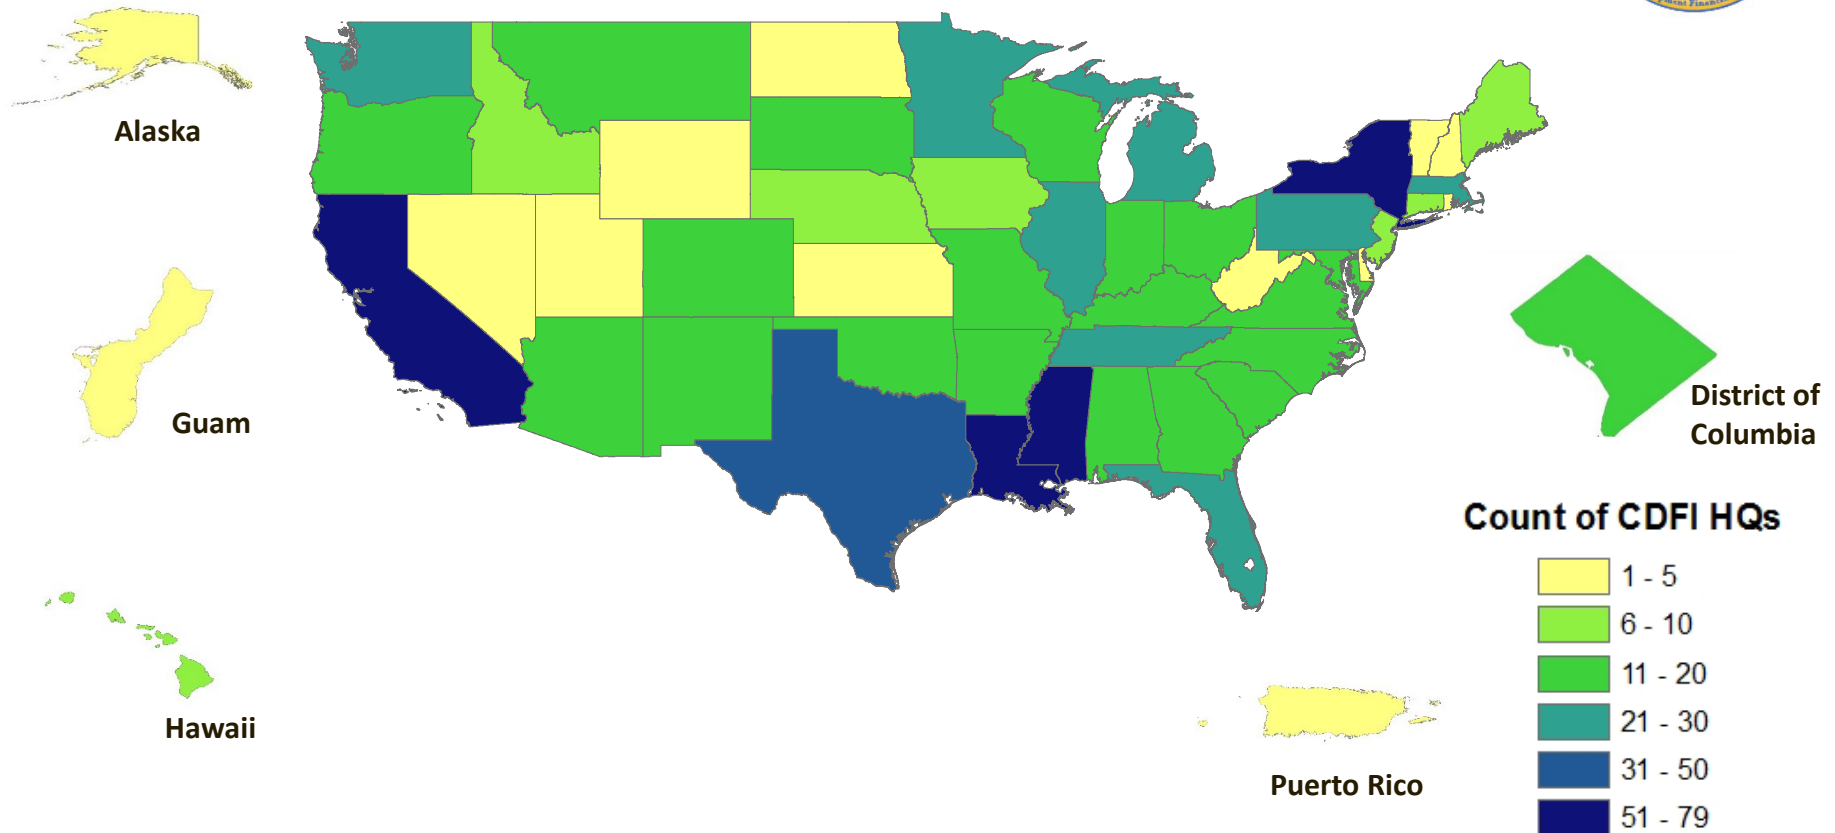 Alaska
Guam
Hawaii
District of
Columbia
Puerto Rico
Count of CDFI HQs
1 - 5
6 - 10
11 - 20
21 - 30
31 - 50
51 - 79